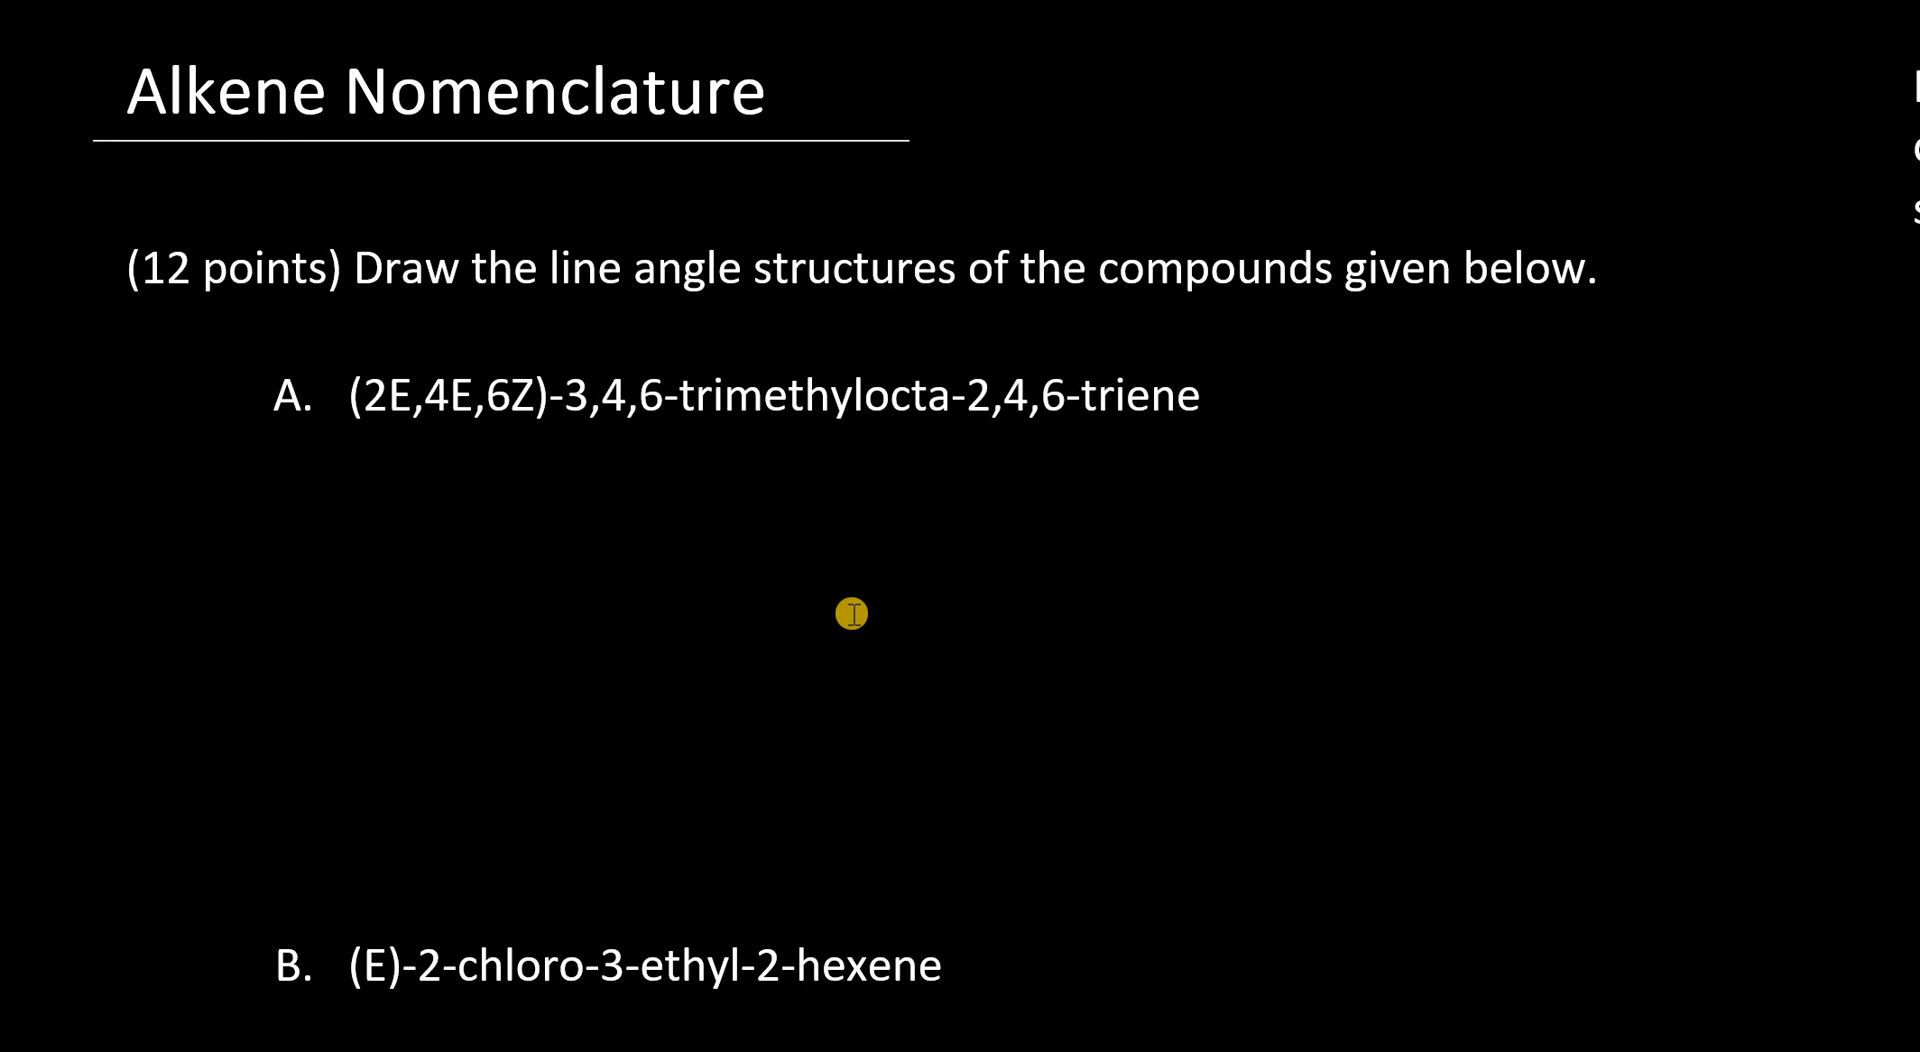 Alkene Nomenclature
(12 points) Draw the line angle structures of the compounds given below.
A. (2E,4E,6Z)-3,4,6-trimethylocta-2,4,6-triene
B. (E)-2-chloro-3-ethyl-2-hexene